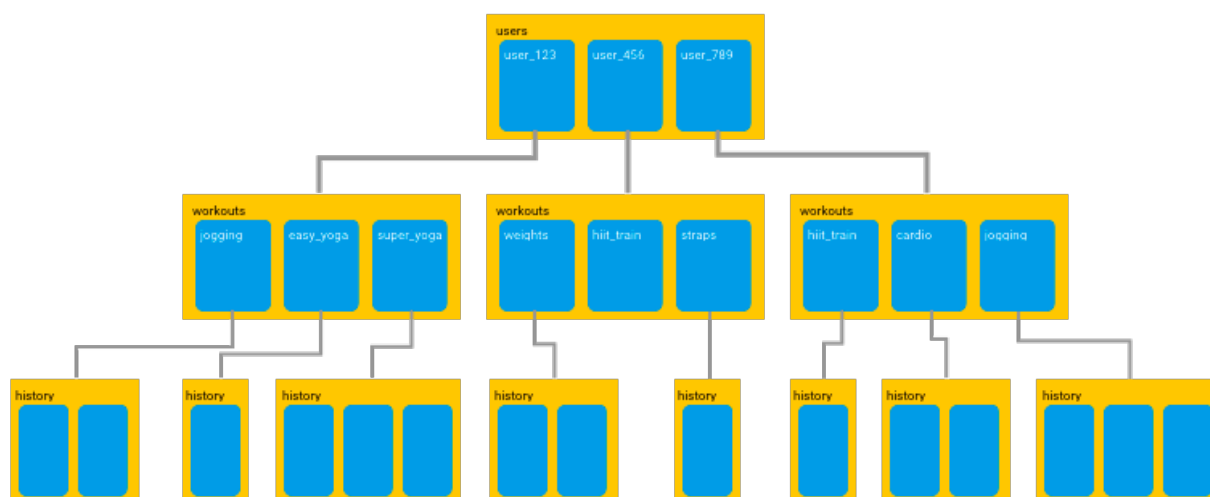 users
user_123
user_456
user_789
workouts
jogging
easy_yoga
super_yoga
workouts
weights
hiit_train
straps
workouts
hiit_train
cardio
jogging
history
history
history
history
history
history
history
history